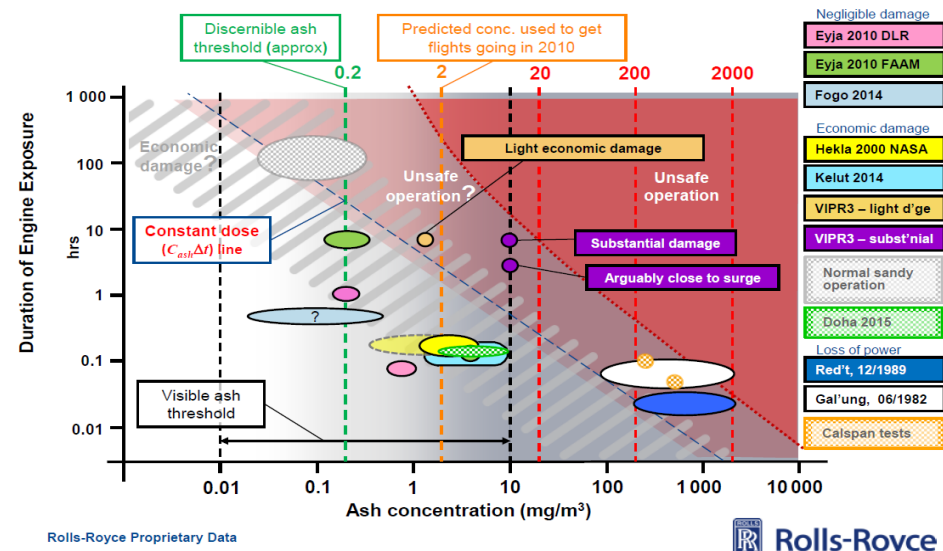 Discernible ash
threshold (approx)
Predicted conc. used to get
flights going in 2010
0.2
2
20
200
2000
Duration of Engine Exposure
hrs
1 000
100
10
1
0.1
0.01
Economic
damage?
Light economic damage
Unsafe
operation ?
Unsafe
operation
Constant dose
(CashΔt) line
Substantial damage
Arguably close to surge
?
Visible ash
threshold
0.01
0.1
1
10
100
1 000
10 000
Ash concentration (mg/m³)
Negligible damage
Eyja 2010 DLR
Eyja 2010 FAAM
Fogo 2014
Economic damage
Hekla 2000 NASA
Kelut 2014
VIPR3 – light d'ge
VIPR3 – subst'nial
Normal sandy
operation
Doha 2015
Loss of power
Red't, 12/1989
Gal'ung, 06/1982
Calspan tests
Rolls-Royce Proprietary Data
ROLLS
RR
ROYCE
Rolls-Royce